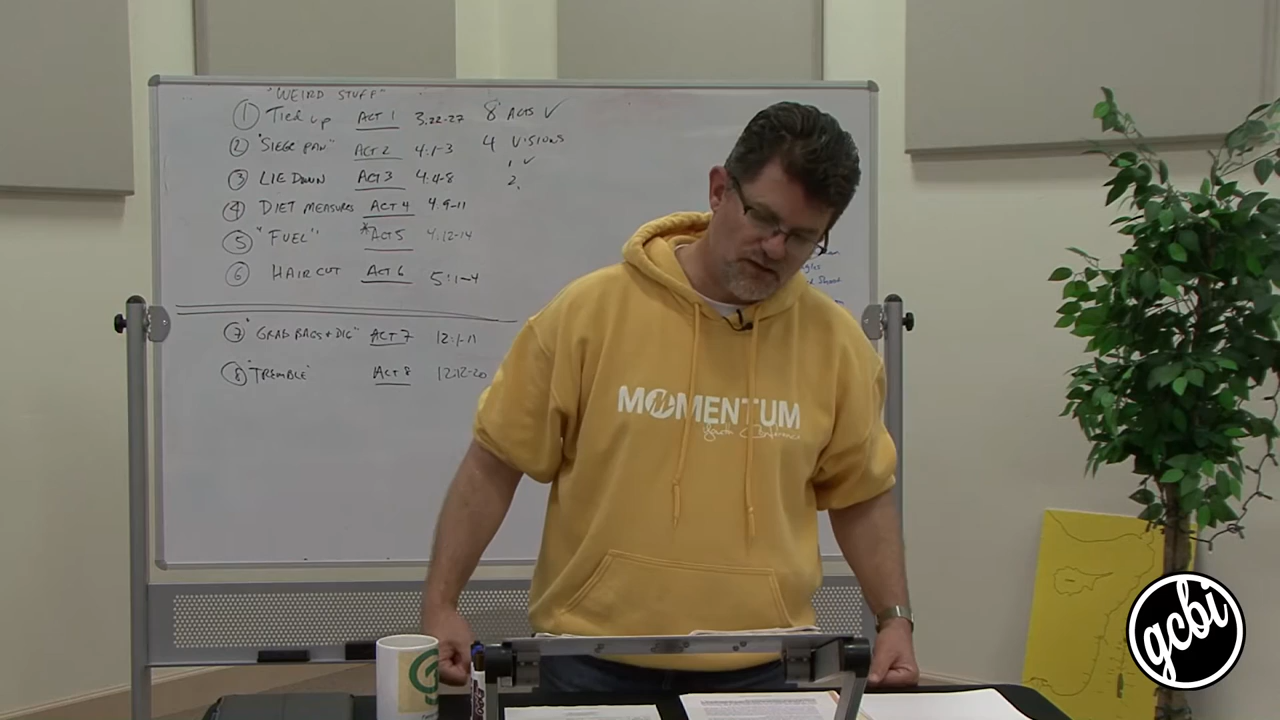 "WEIRD STUFF"
① Tied up ACT 1 3:22-27 8 ACTS ✓
② "SIEGE PAN" ACT 2 4:1-3 4 VISIONS
1 ✓
③ LIE DOWN ACT 3 4:4-8 2.
④ DIET MEASURES ACT 4 4:9-11
⑤ "FUEL" *ACT 5 4:12-14
⑥ HAIR CUT ACT 6 5:1-4
⑦ "GRAB BAGS + DIG" ACT 7 12:1-11
⑧ "TREMBLE" ACT 8 12:12-20
MOMENTUM
Youth Conference
gcbi